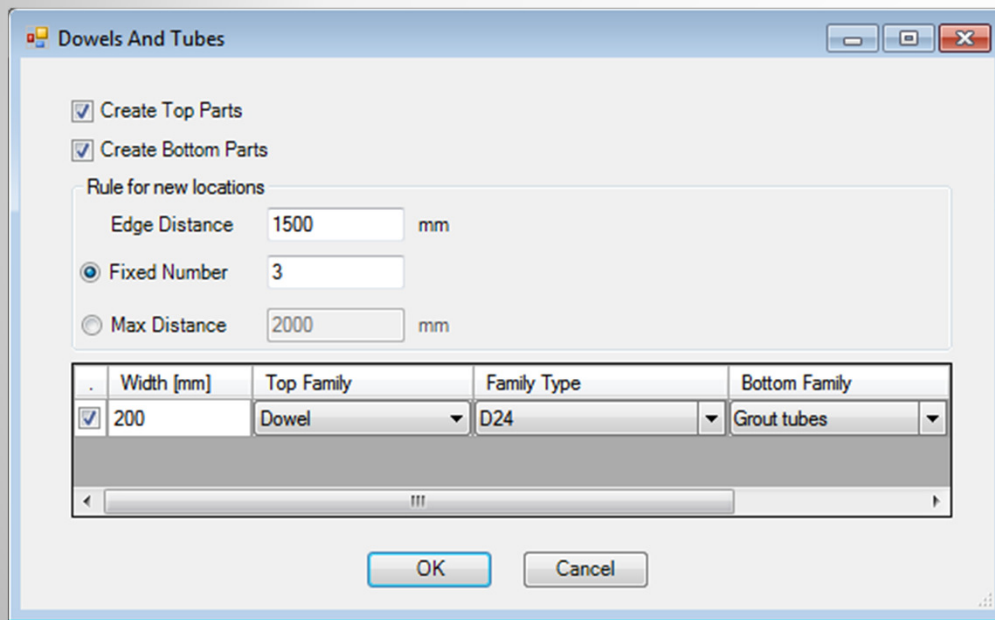 Dowels And Tubes
Create Top Parts
Create Bottom Parts
Rule for new locations
Edge Distance 1500 mm
Fixed Number 3
Max Distance 2000 mm
. Width [mm] Top Family Family Type Bottom Family
200 Dowel D24 Grout tubes
OK Cancel